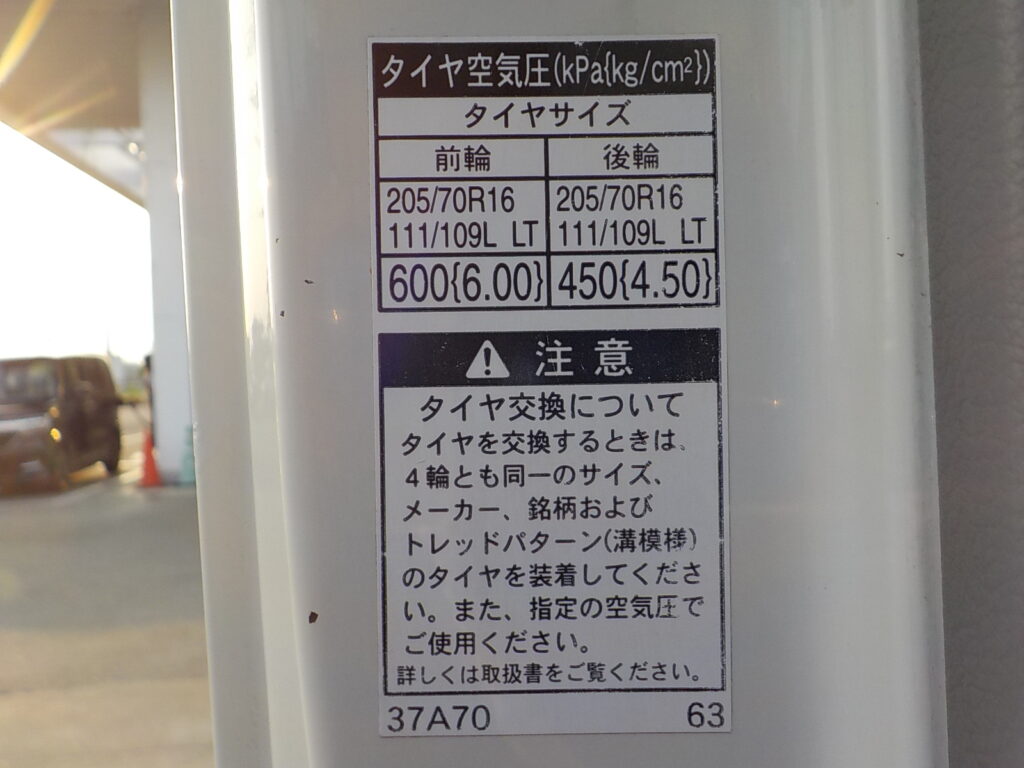 タイヤ空気圧(kPa{kg/cm²})
タイヤサイズ
前輪 後輪
205/70R16 205/70R16
111/109L LT 111/109L LT
600{6.00} 450{4.50}
注意
タイヤ交換について
タイヤを交換するときは、
4輪とも同一のサイズ、
メーカー、銘柄および
トレッドパターン(溝模様)
のタイヤを装着してくださ
い。また、指定の空気圧で
ご使用ください。
詳しくは取扱書をご覧ください。
37A70 63